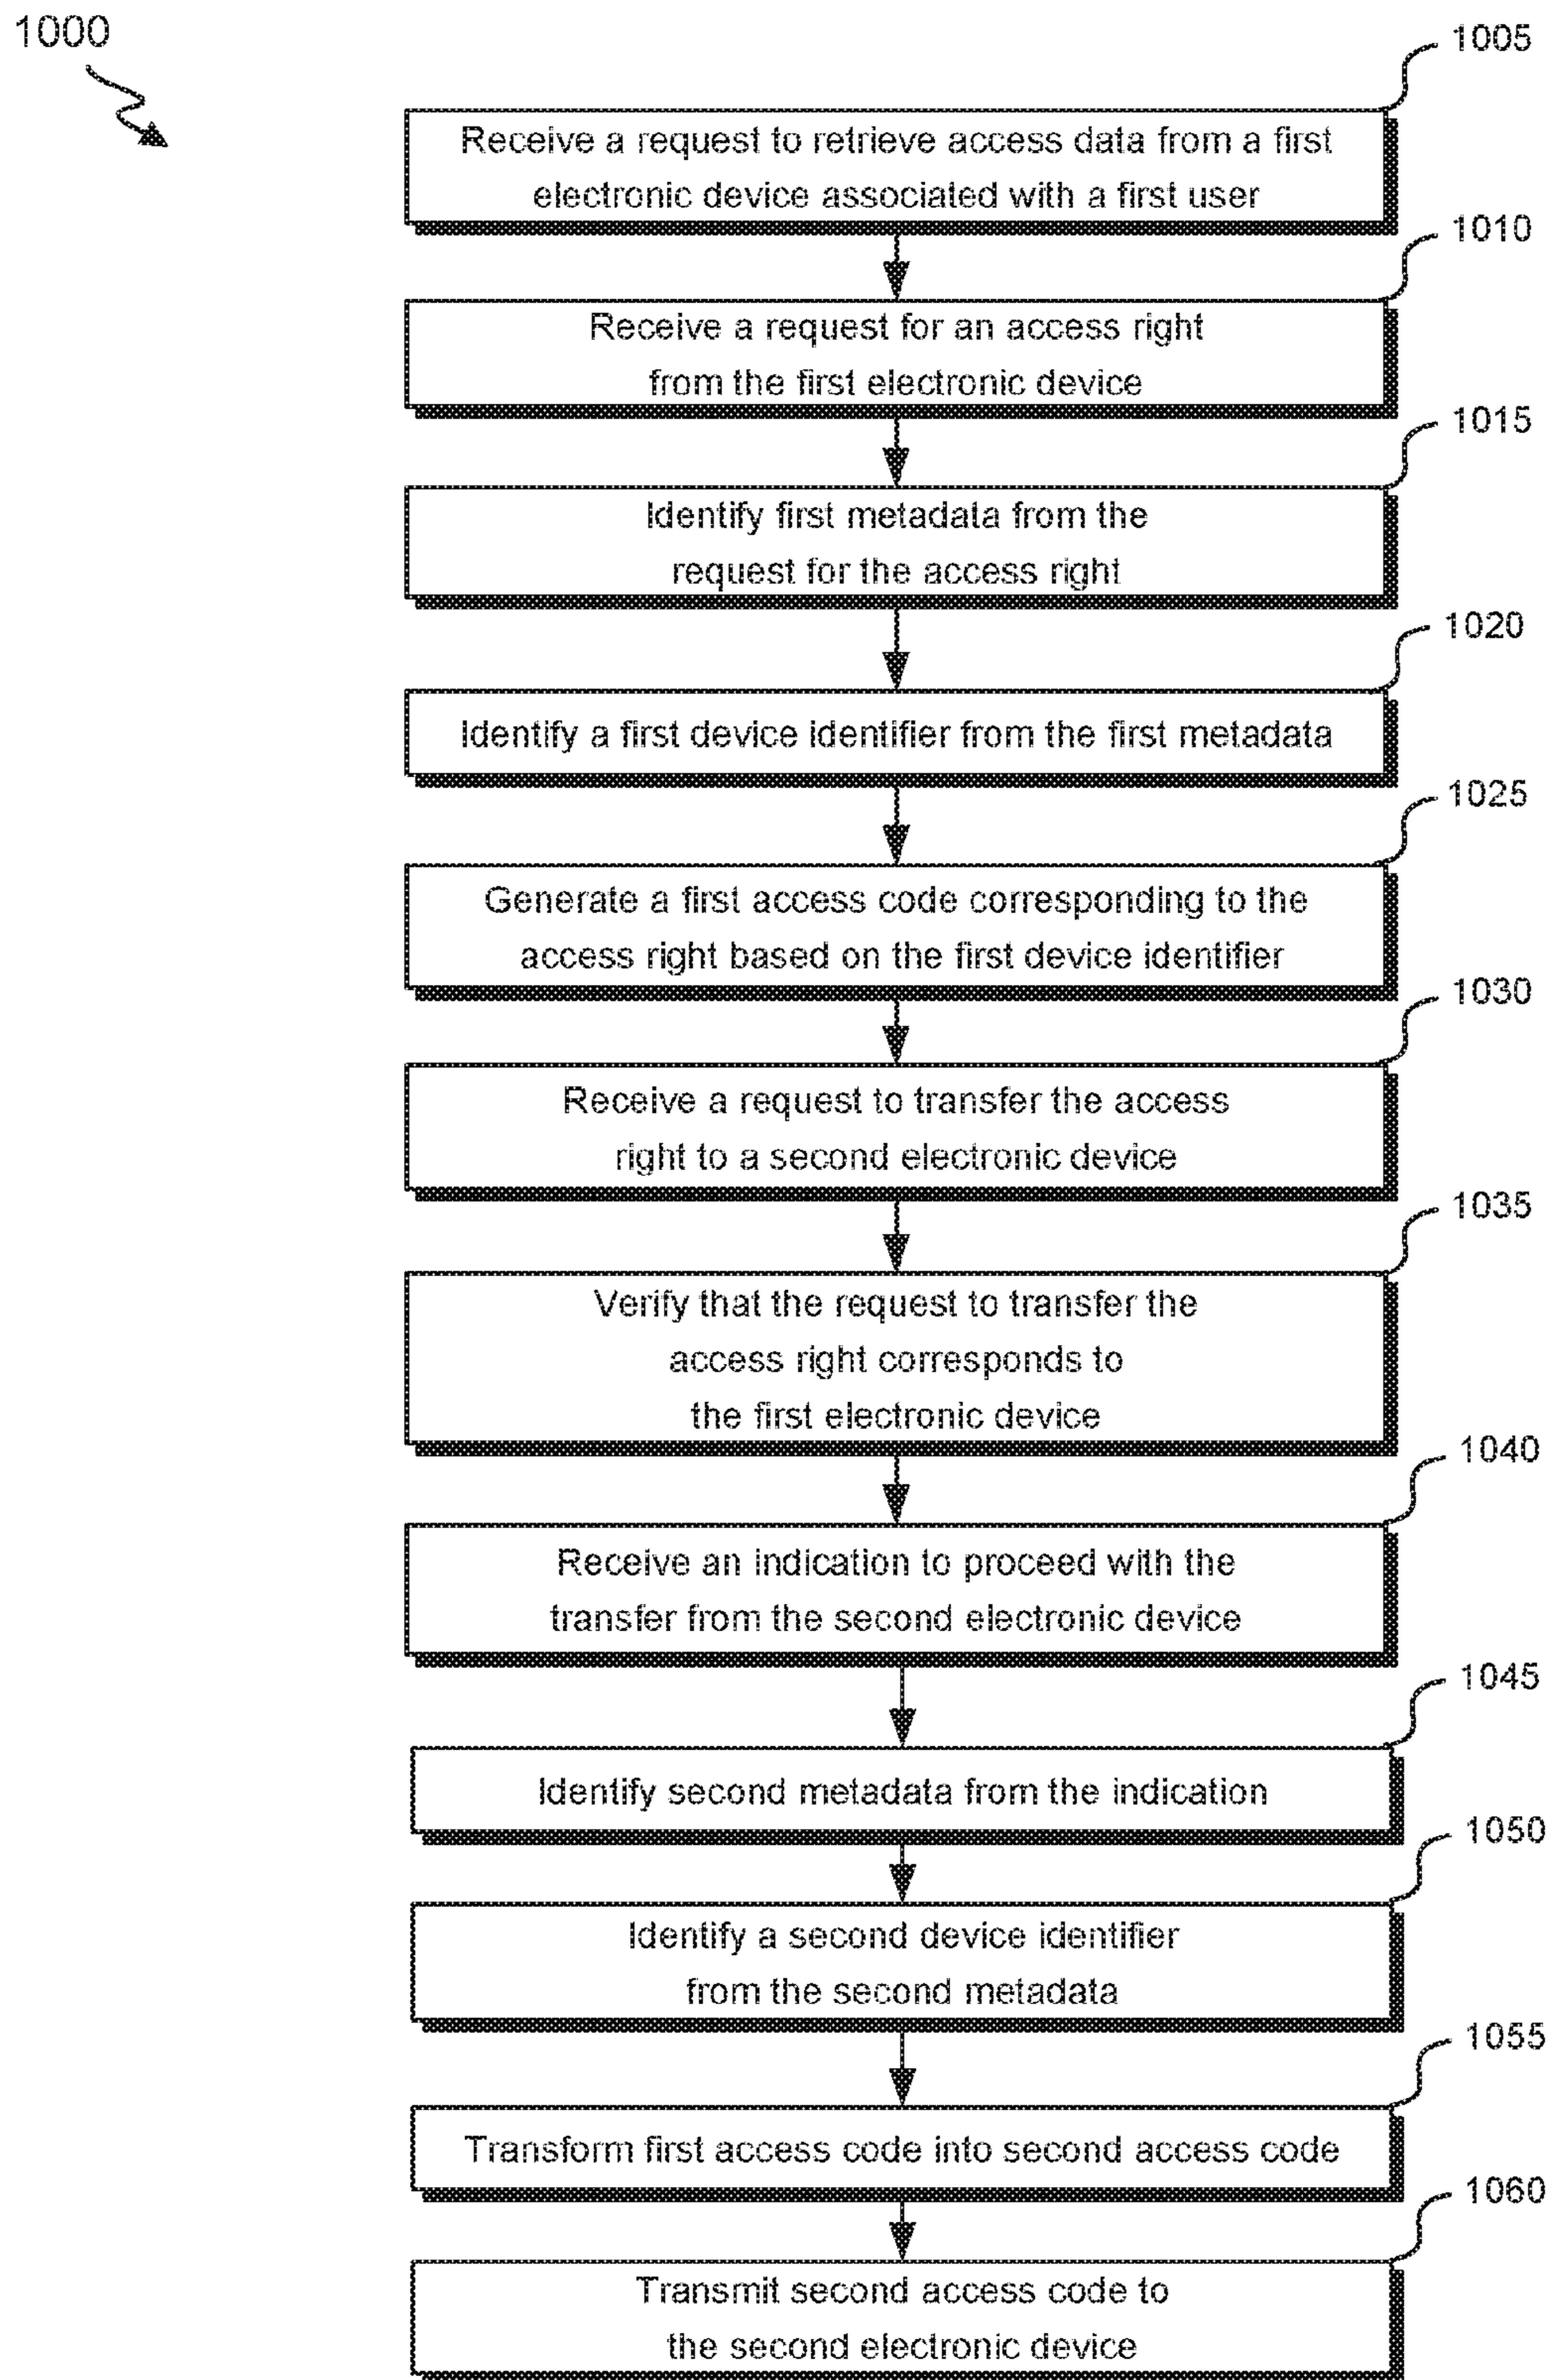 1000
1005
Receive a request to retrieve access data from a first
electronic device associated with a first user
1010
Receive a request for an access right
from the first electronic device
1015
Identify first metadata from the
request for the access right
1020
Identify a first device identifier from the first metadata
1025
Generate a first access code corresponding to the
access right based on the first device identifier
1030
Receive a request to transfer the access
right to a second electronic device
1035
Verify that the request to transfer the
access right corresponds to
the first electronic device
1040
Receive an indication to proceed with the
transfer from the second electronic device
1045
Identify second metadata from the indication
1050
Identify a second device identifier
from the second metadata
1055
Transform first access code into second access code
1060
Transmit second access code to
the second electronic device